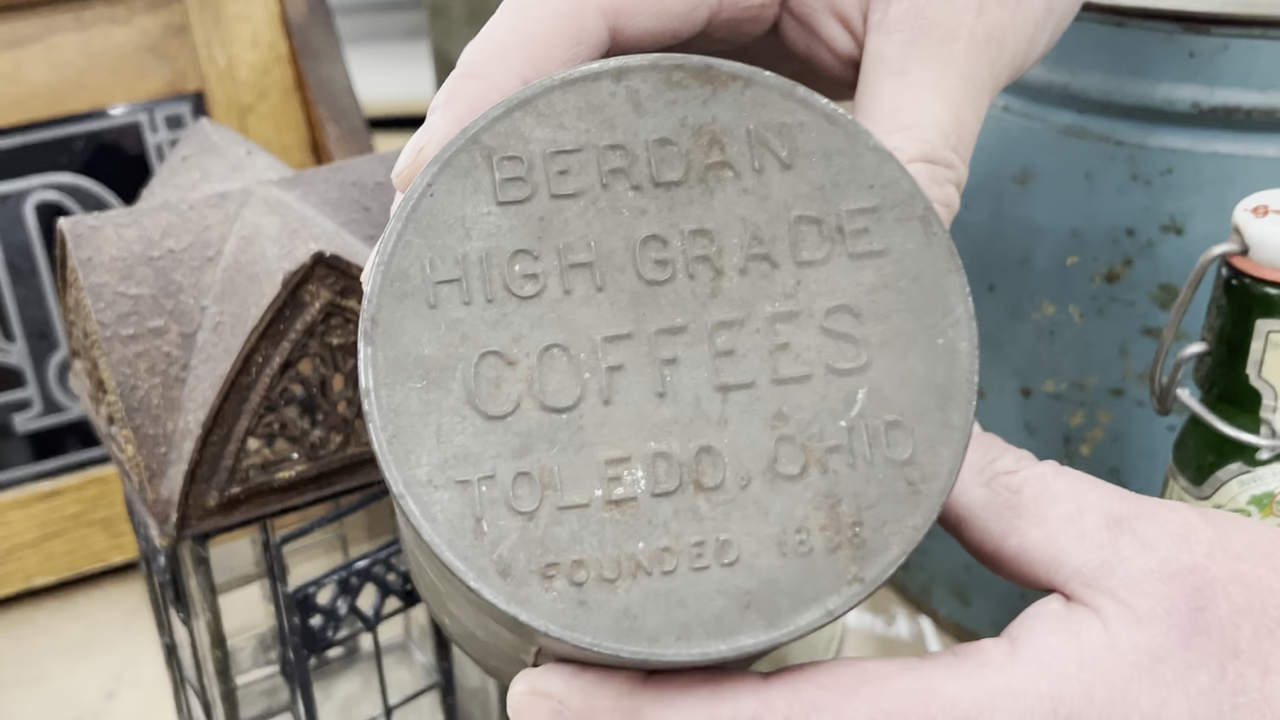 BERDAN
HIGH GRADE
COFFEES
TOLEDO, OHIO
FOUNDED